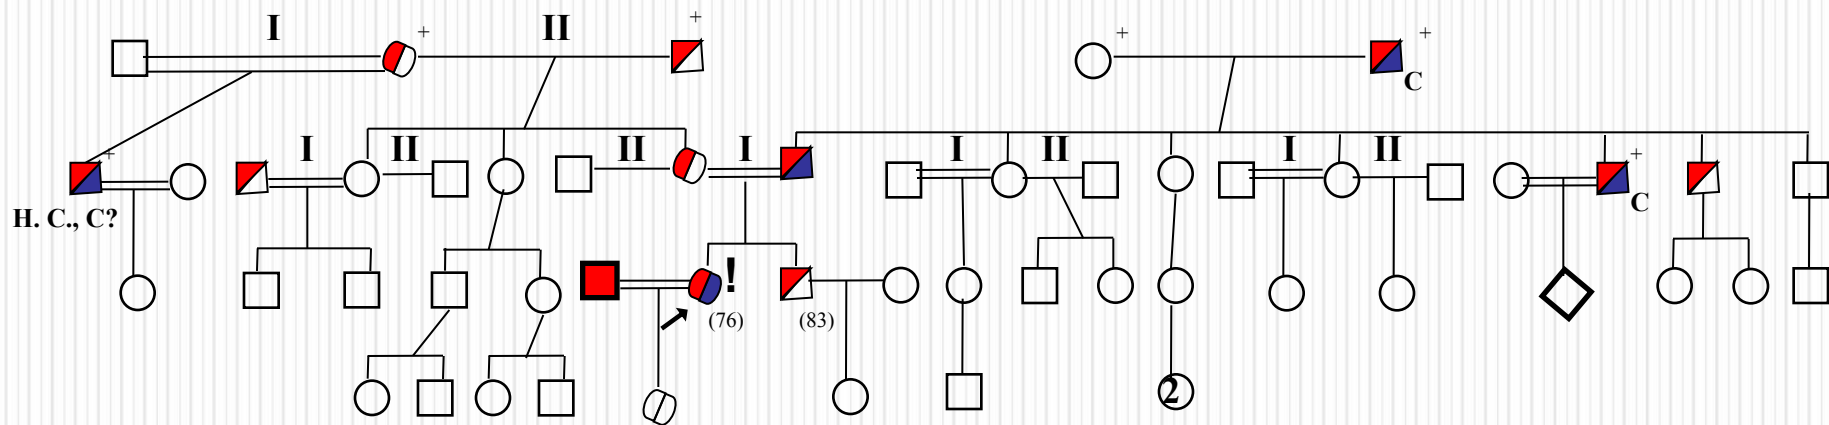 I
II
+
+
+
+
C
+
H. C., C?
I
II
II
I
I
II
I
II
+
C
!
(76)
(83)
2